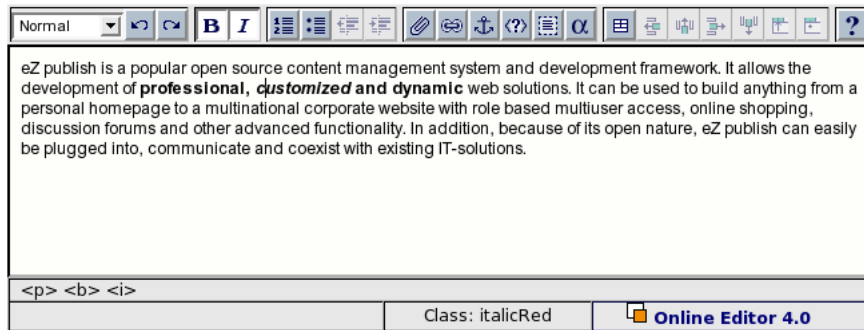 Normal B I <?> α ?
eZ publish is a popular open source content management system and development framework. It allows the
development of professional, customized and dynamic web solutions. It can be used to build anything from a
personal homepage to a multinational corporate website with role based multiuser access, online shopping,
discussion forums and other advanced functionality. In addition, because of its open nature, eZ publish can easily
be plugged into, communicate and coexist with existing IT-solutions.
<p> <b> <i>
Class: italicRed Online Editor 4.0